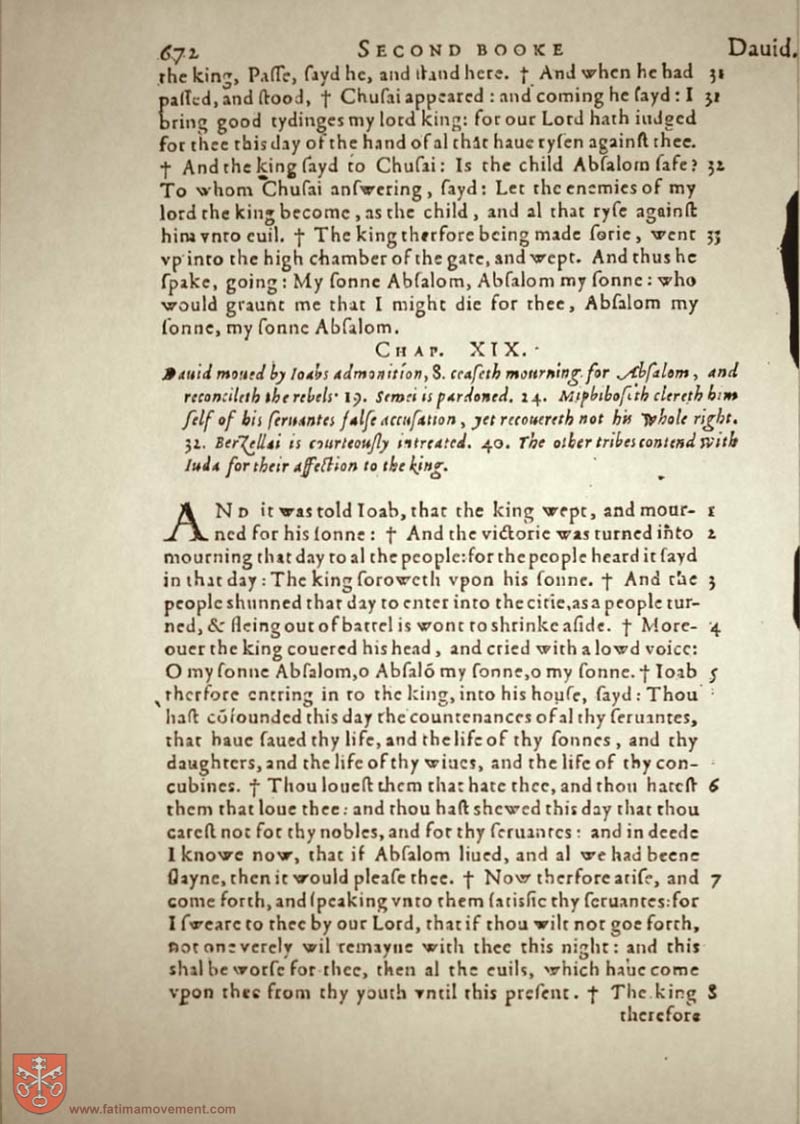 672 SECOND BOOKE Dauid.
the king, Paſſe, ſayd he, and ſtand here. † And when he had 31
paſſed, and ſtood, † Chuſai appeared : and coming he ſayd : I 31
bring good tydinges my lord king: for our Lord hath iudged
for thee this day of the hand of al that haue ryſen againſt thee.
† And the king ſayd to Chuſai: Is the child Abſalom ſafe? 32
To whom Chuſai anſwering, ſayd: Let the enemies of my
lord the king become, as the child, and al that ryſe againſt
him vnto euil. † The king therfore being made ſorie, went 33
vp into the high chamber of the gate, and wept. And thus he
ſpake, going: My ſonne Abſalom, Abſalom my ſonne: who
would graunt me that I might die for thee, Abſalom my
ſonne, my ſonne Abſalom.
CHAP. XIX.
Dauid moued by Ioabs admonition, 8. ceaſeth mourning for Abſalom, and
reconcileth the rebels· 19. Semei is pardoned. 24. Miphiboſeth clereth him
ſelf of his ſeruantes falſe accuſation, yet recouereth not his whole right.
32. Berzellai is courteouſly intreated. 40. The other tribes contend with
Iuda for their affection to the king.
AND it was told Ioab, that the king wept, and mour- 1
ned for his ſonne : † And the victorie was turned into 2
mourning that day to al the people: for the people heard it ſayd
in that day : The king ſoroweth vpon his ſonne. † And the 3
people shunned that day to enter into the citie, as a people tur-
ned, & fleing out of battel is wont to shrinke aſide. † More- 4
ouer the king couered his head, and cried with a lowd voice:
O my ſonne Abſalom, o Abſaló my ſonne, o my ſonne. † Ioab 5
therfore entring in to the king, into his houſe, ſayd : Thou
haſt cōfounded this day the countenances of al thy ſeruantes,
that haue ſaued thy life, and the life of thy ſonnes, and thy
daughters, and the life of thy wiues, and the life of thy con-
cubines. † Thou loueſt them that hate thee, and thou hateſt 6
them that loue thee: and thou haſt shewed this day that thou
careſt not for thy nobles, and for thy ſeruantes: and in deede
I knowe now, that if Abſalom liued, and al we had beene
ſlayne, then it would pleaſe thee. † Now therfore ariſe, and 7
come forth, and ſpeaking vnto them ſatisfie thy ſeruantes: for
I ſweare to thee by our Lord, that if thou wilt not goe forth,
not one verely wil remayne with thee this night: and this
shal be worſe for thee, then al the euils, which haue come
vpon thee from thy youth vntil this preſent. † The king 8
therefore
www.fatimamovement.com